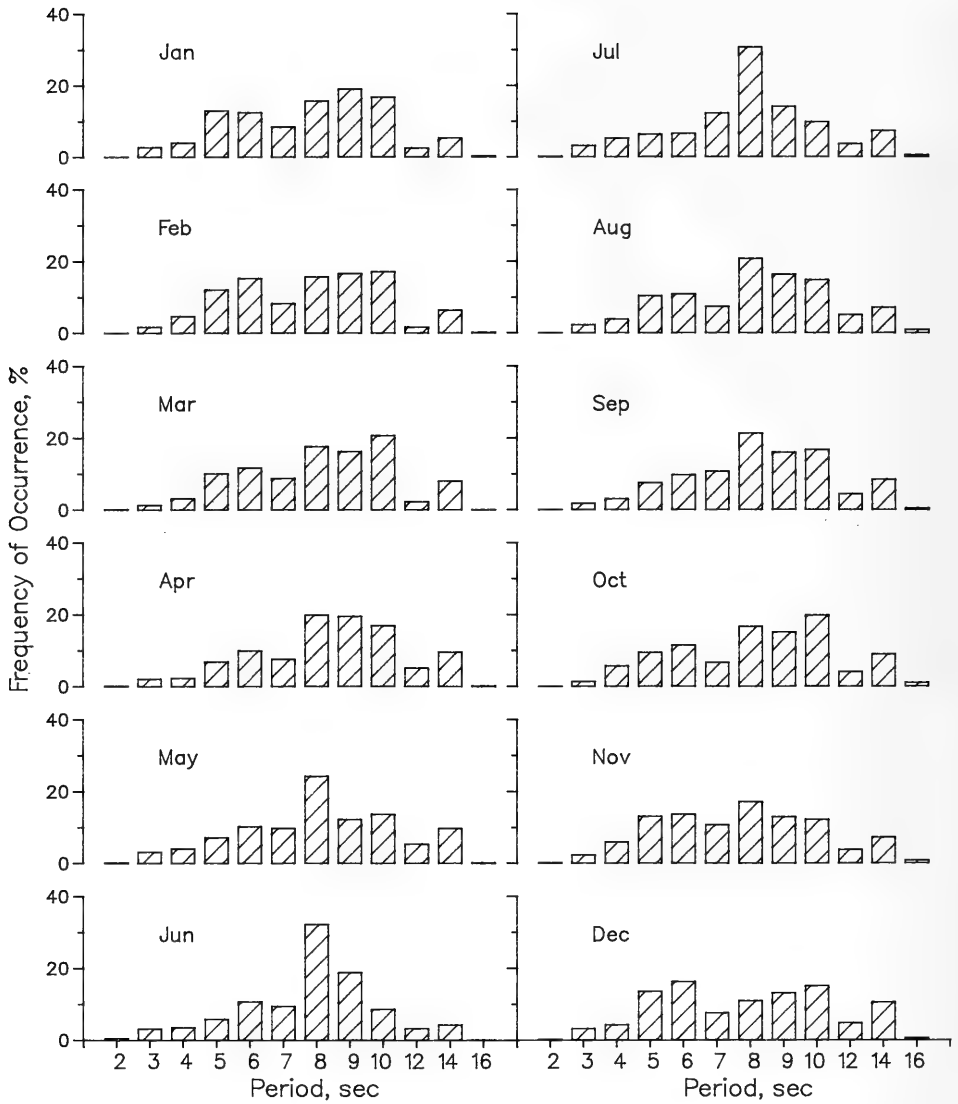 Frequency of Occurrence, %
40
20
0
Jan
40
20
0
Feb
40
20
0
Mar
40
20
0
Apr
40
20
0
May
40
20
0
Jun
2 3 4 5 6 7 8 9 10 12 14 16
Period, sec
Jul
Aug
Sep
Oct
Nov
Dec
2 3 4 5 6 7 8 9 10 12 14 16
Period, sec